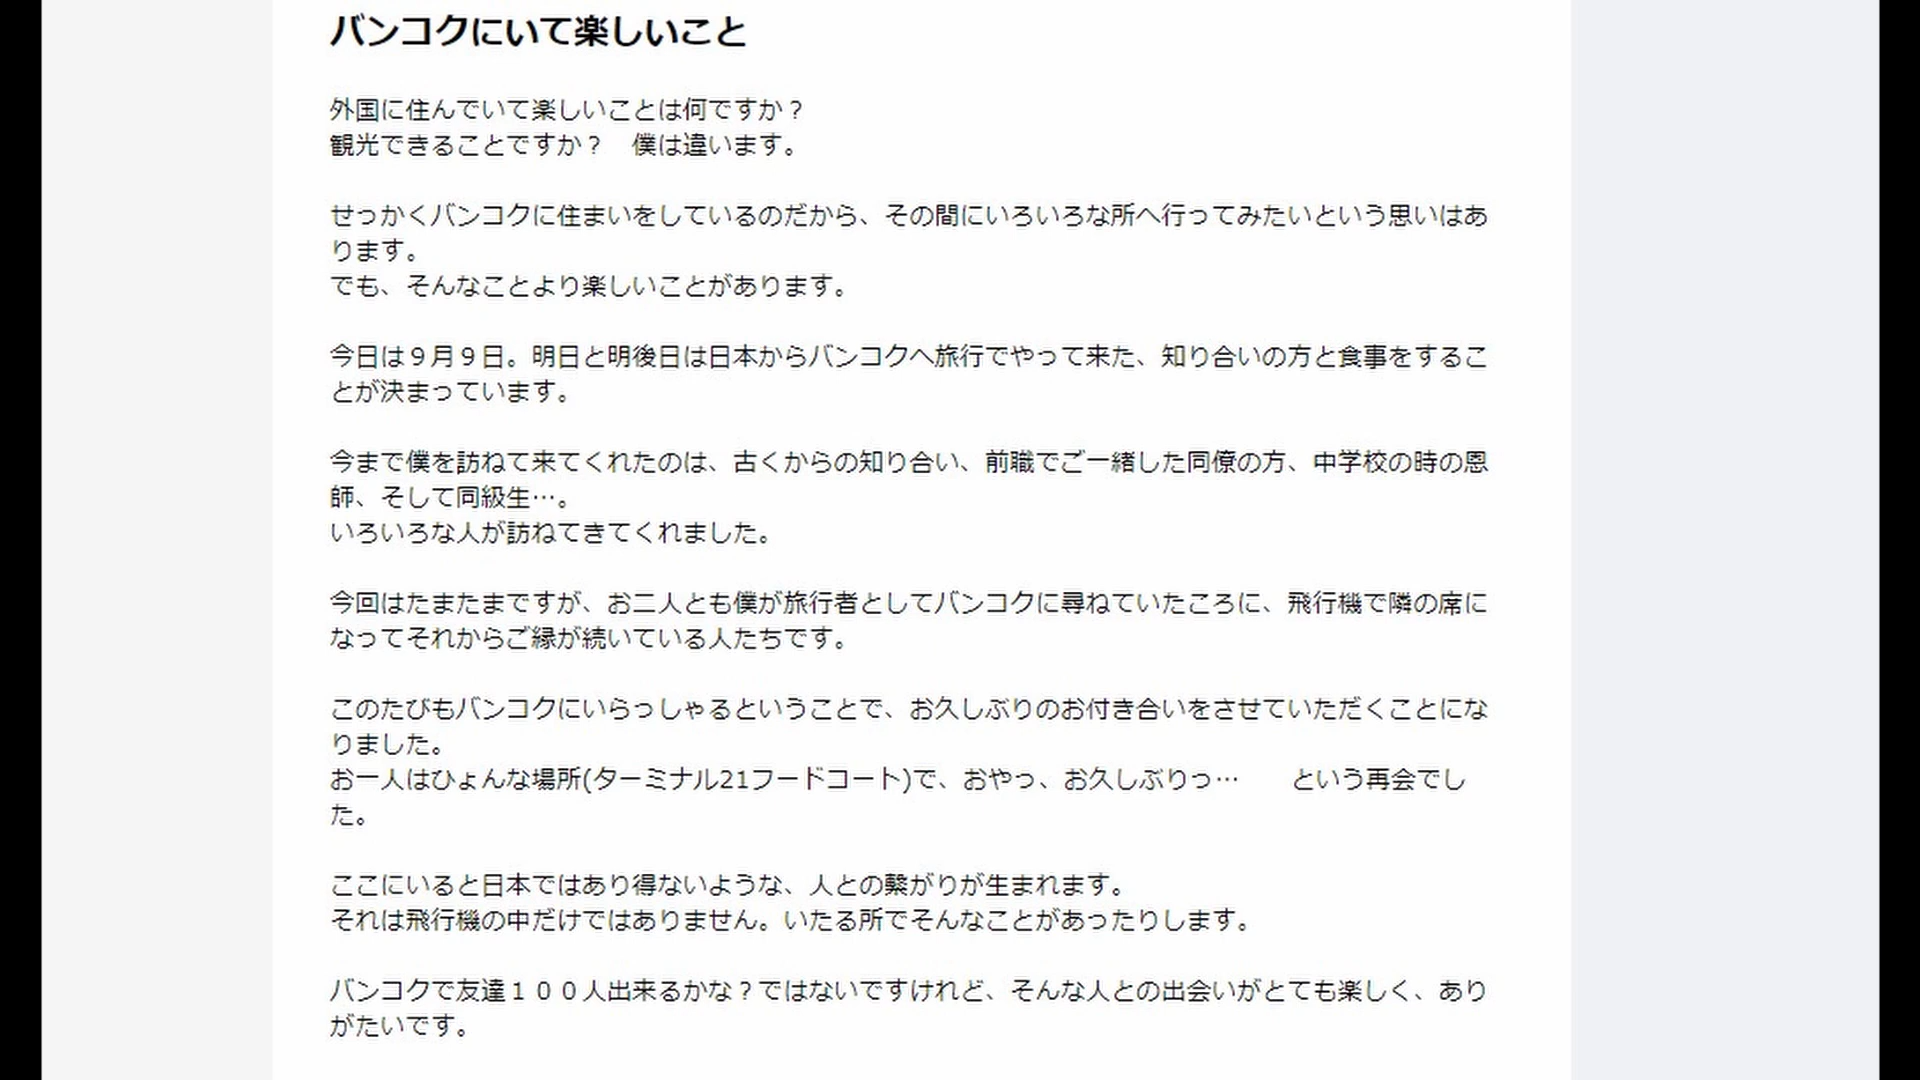 バンコクにいて楽しいこと
外国に住んでいて楽しいことは何ですか？
観光できることですか？　僕は違います。
せっかくバンコクに住まいをしているのだから、その間にいろいろな所へ行ってみたいという思いはあ
ります。
でも、そんなことより楽しいことがあります。
今日は９月９日。明日と明後日は日本からバンコクへ旅行でやって来た、知り合いの方と食事をするこ
とが決まっています。
今まで僕を訪ねて来てくれたのは、古くからの知り合い、前職でご一緒した同僚の方、中学校の時の恩
師、そして同級生…。
いろいろな人が訪ねてきてくれました。
今回はたまたまですが、お二人とも僕が旅行者としてバンコクに尋ねていたころに、飛行機で隣の席に
なってそれからご縁が続いている人たちです。
このたびもバンコクにいらっしゃるということで、お久しぶりのお付き合いをさせていただくことにな
りました。
お一人はひょんな場所(ターミナル21フードコート)で、おやっ、お久しぶりっ…　　という再会でし
た。
ここにいると日本ではあり得ないような、人との繋がりが生まれます。
それは飛行機の中だけではありません。いたる所でそんなことがあったりします。
バンコクで友達１００人出来るかな？ではないですけれど、そんな人との出会いがとても楽しく、あり
がたいです。